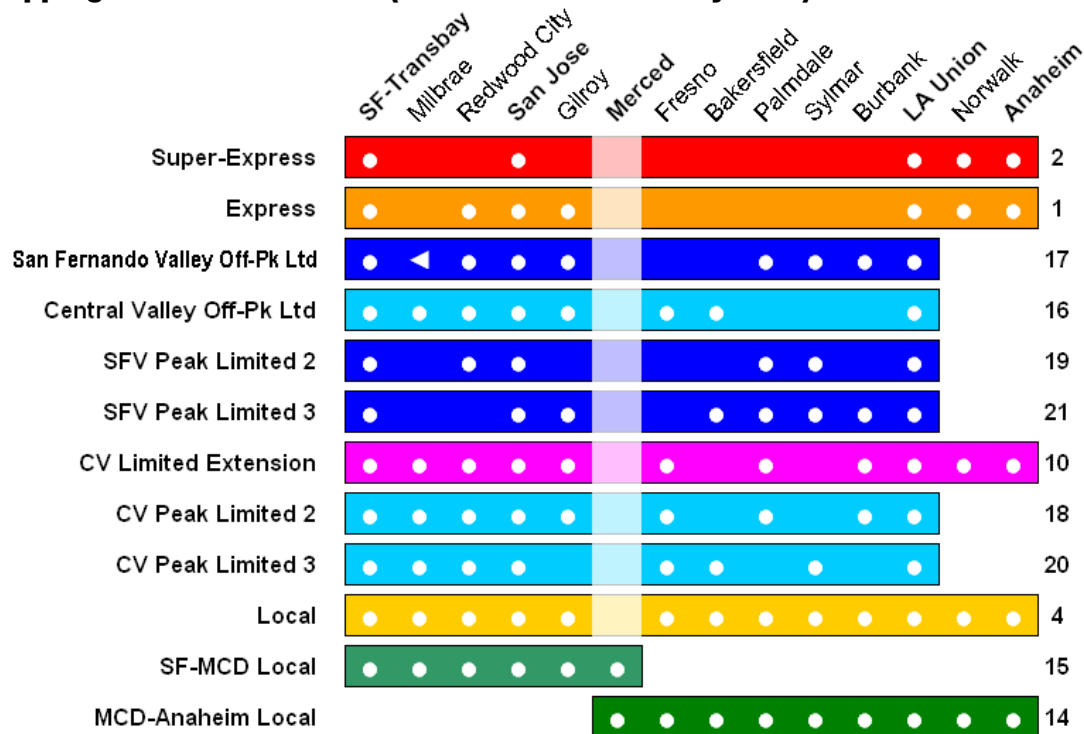 SF-Transbay
Milbrae
Redwood City
San Jose
Gilroy
Merced
Fresno
Bakersfield
Palmdale
Sylmar
Burbank
LA Union
Norwalk
Anaheim
Super-Express 2
Express 1
San Fernando Valley Off-Pk Ltd 17
Central Valley Off-Pk Ltd 16
SFV Peak Limited 2 19
SFV Peak Limited 3 21
CV Limited Extension 10
CV Peak Limited 2 18
CV Peak Limited 3 20
Local 4
SF-MCD Local 15
MCD-Anaheim Local 14